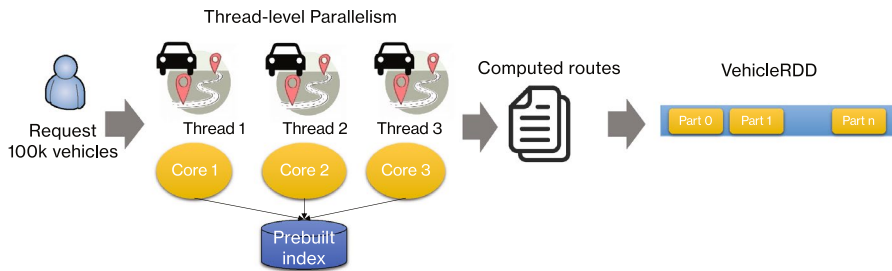 Thread-level Parallelism
Request
100k vehicles
Thread 1
Thread 2
Thread 3
Core 1
Core 2
Core 3
Prebuilt
index
Computed routes
VehicleRDD
Part 0
Part 1
Part n